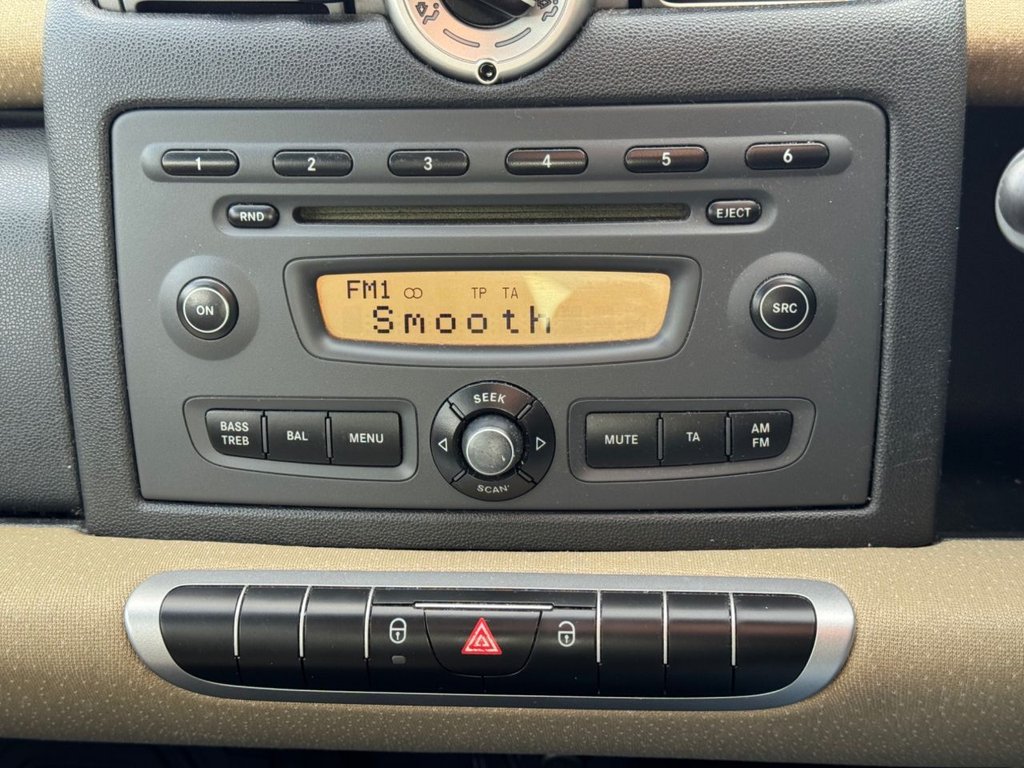 1 2 3 4 5 6
RND EJECT
FM1 TP TA
Smooth
ON
SRC
BASS
TREB
BAL
MENU
SEEK
SCAN
MUTE
TA
AM
FM